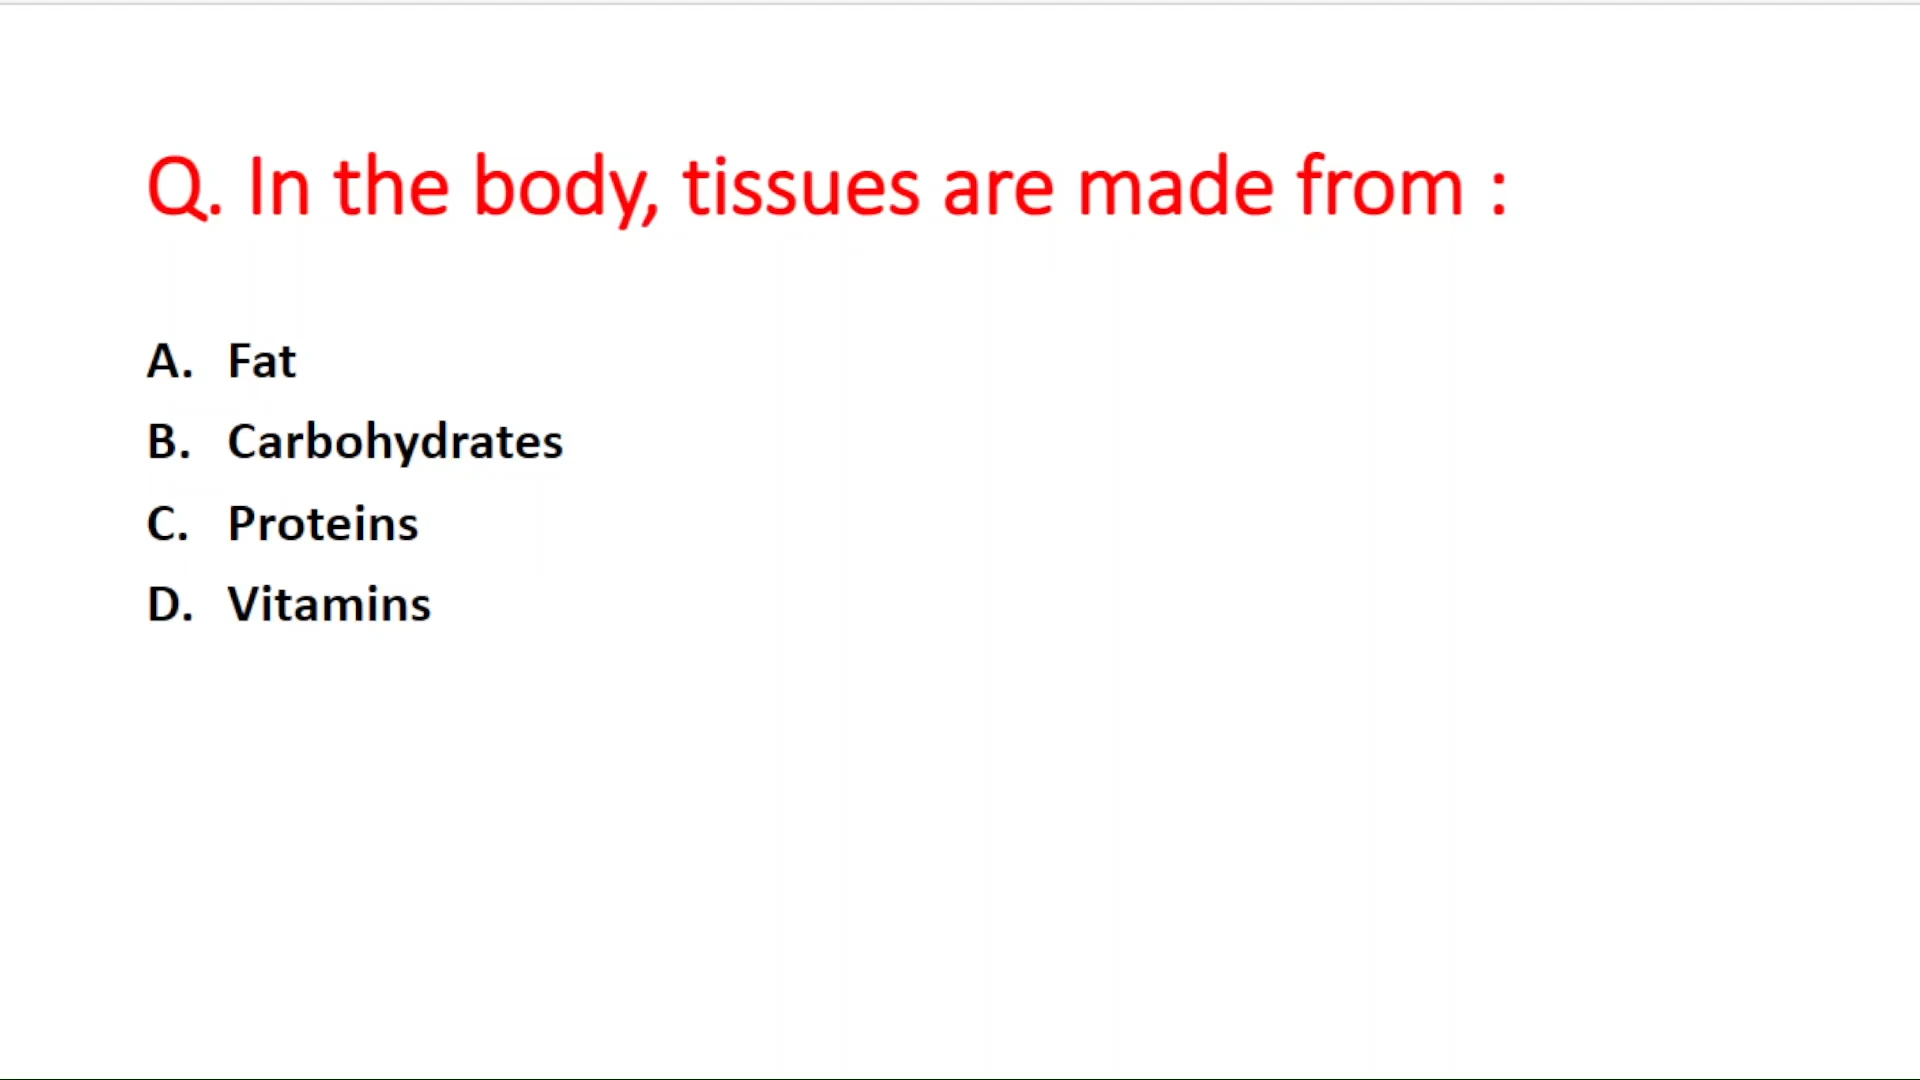 Q. In the body, tissues are made from :
A. Fat
B. Carbohydrates
C. Proteins
D. Vitamins